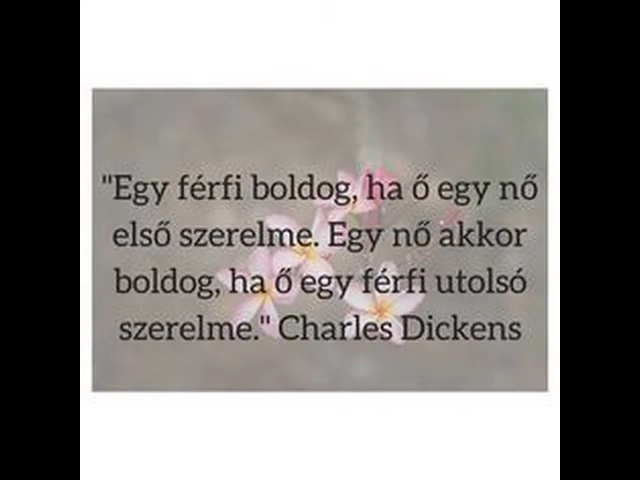 "Egy férfi boldog, ha ő egy nő
első szerelme. Egy nő akkor
boldog, ha ő egy férfi utolsó
szerelme." Charles Dickens